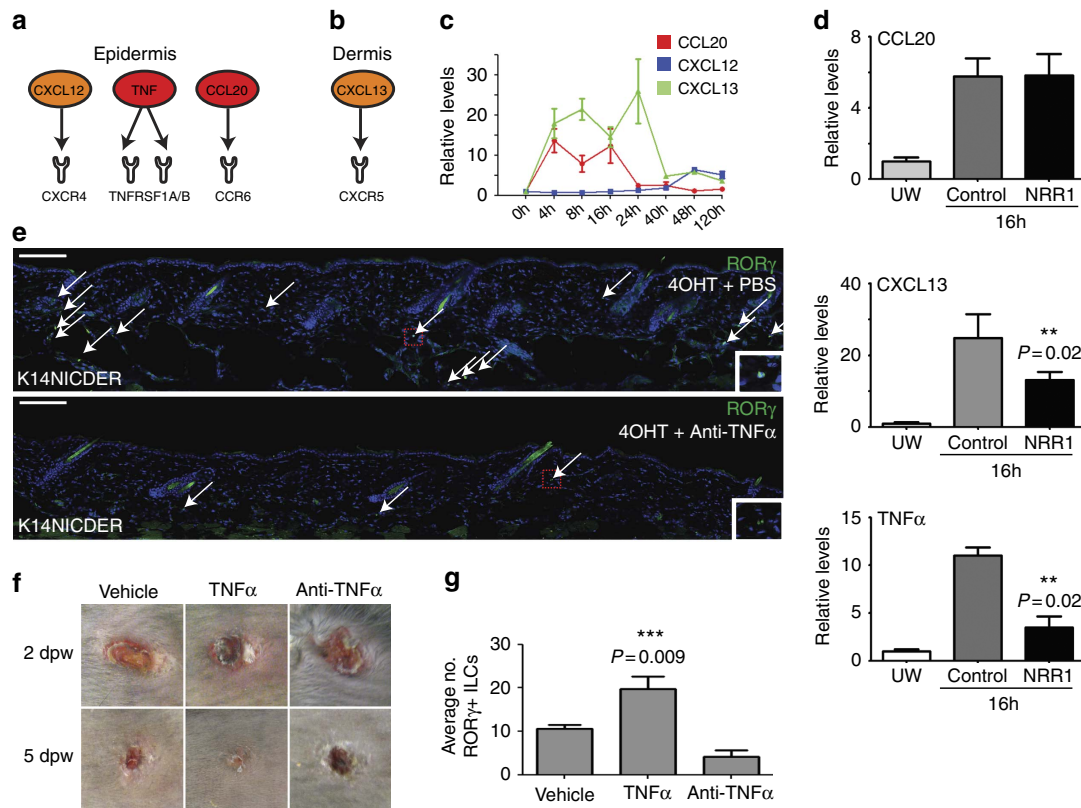 a
Epidermis
CXCL12
TNF
CCL20
CXCR4
TNFRSF1A/B
CCR6
b
Dermis
CXCL13
CXCR5
c
CCL20
CXCL12
CXCL13
Relative levels
30
20
10
0
0h
4h
8h
16h
24h
40h
48h
120h
d
CCL20
Relative levels
8
6
4
2
0
UW
Control
NRR1
16h
CXCL13
Relative levels
40
20
0
**
P=0.02
UW
Control
NRR1
16h
TNFα
Relative levels
15
10
5
0
**
P=0.02
UW
Control
NRR1
16h
e
RORγ
4OHT + PBS
K14NICDER
RORγ
4OHT + Anti-TNFα
K14NICDER
f
Vehicle
TNFα
Anti-TNFα
2 dpw
5 dpw
g
Average no.
RORγ+ ILCs
30
20
10
0
***
P=0.009
Vehicle
TNFα
Anti-TNFα